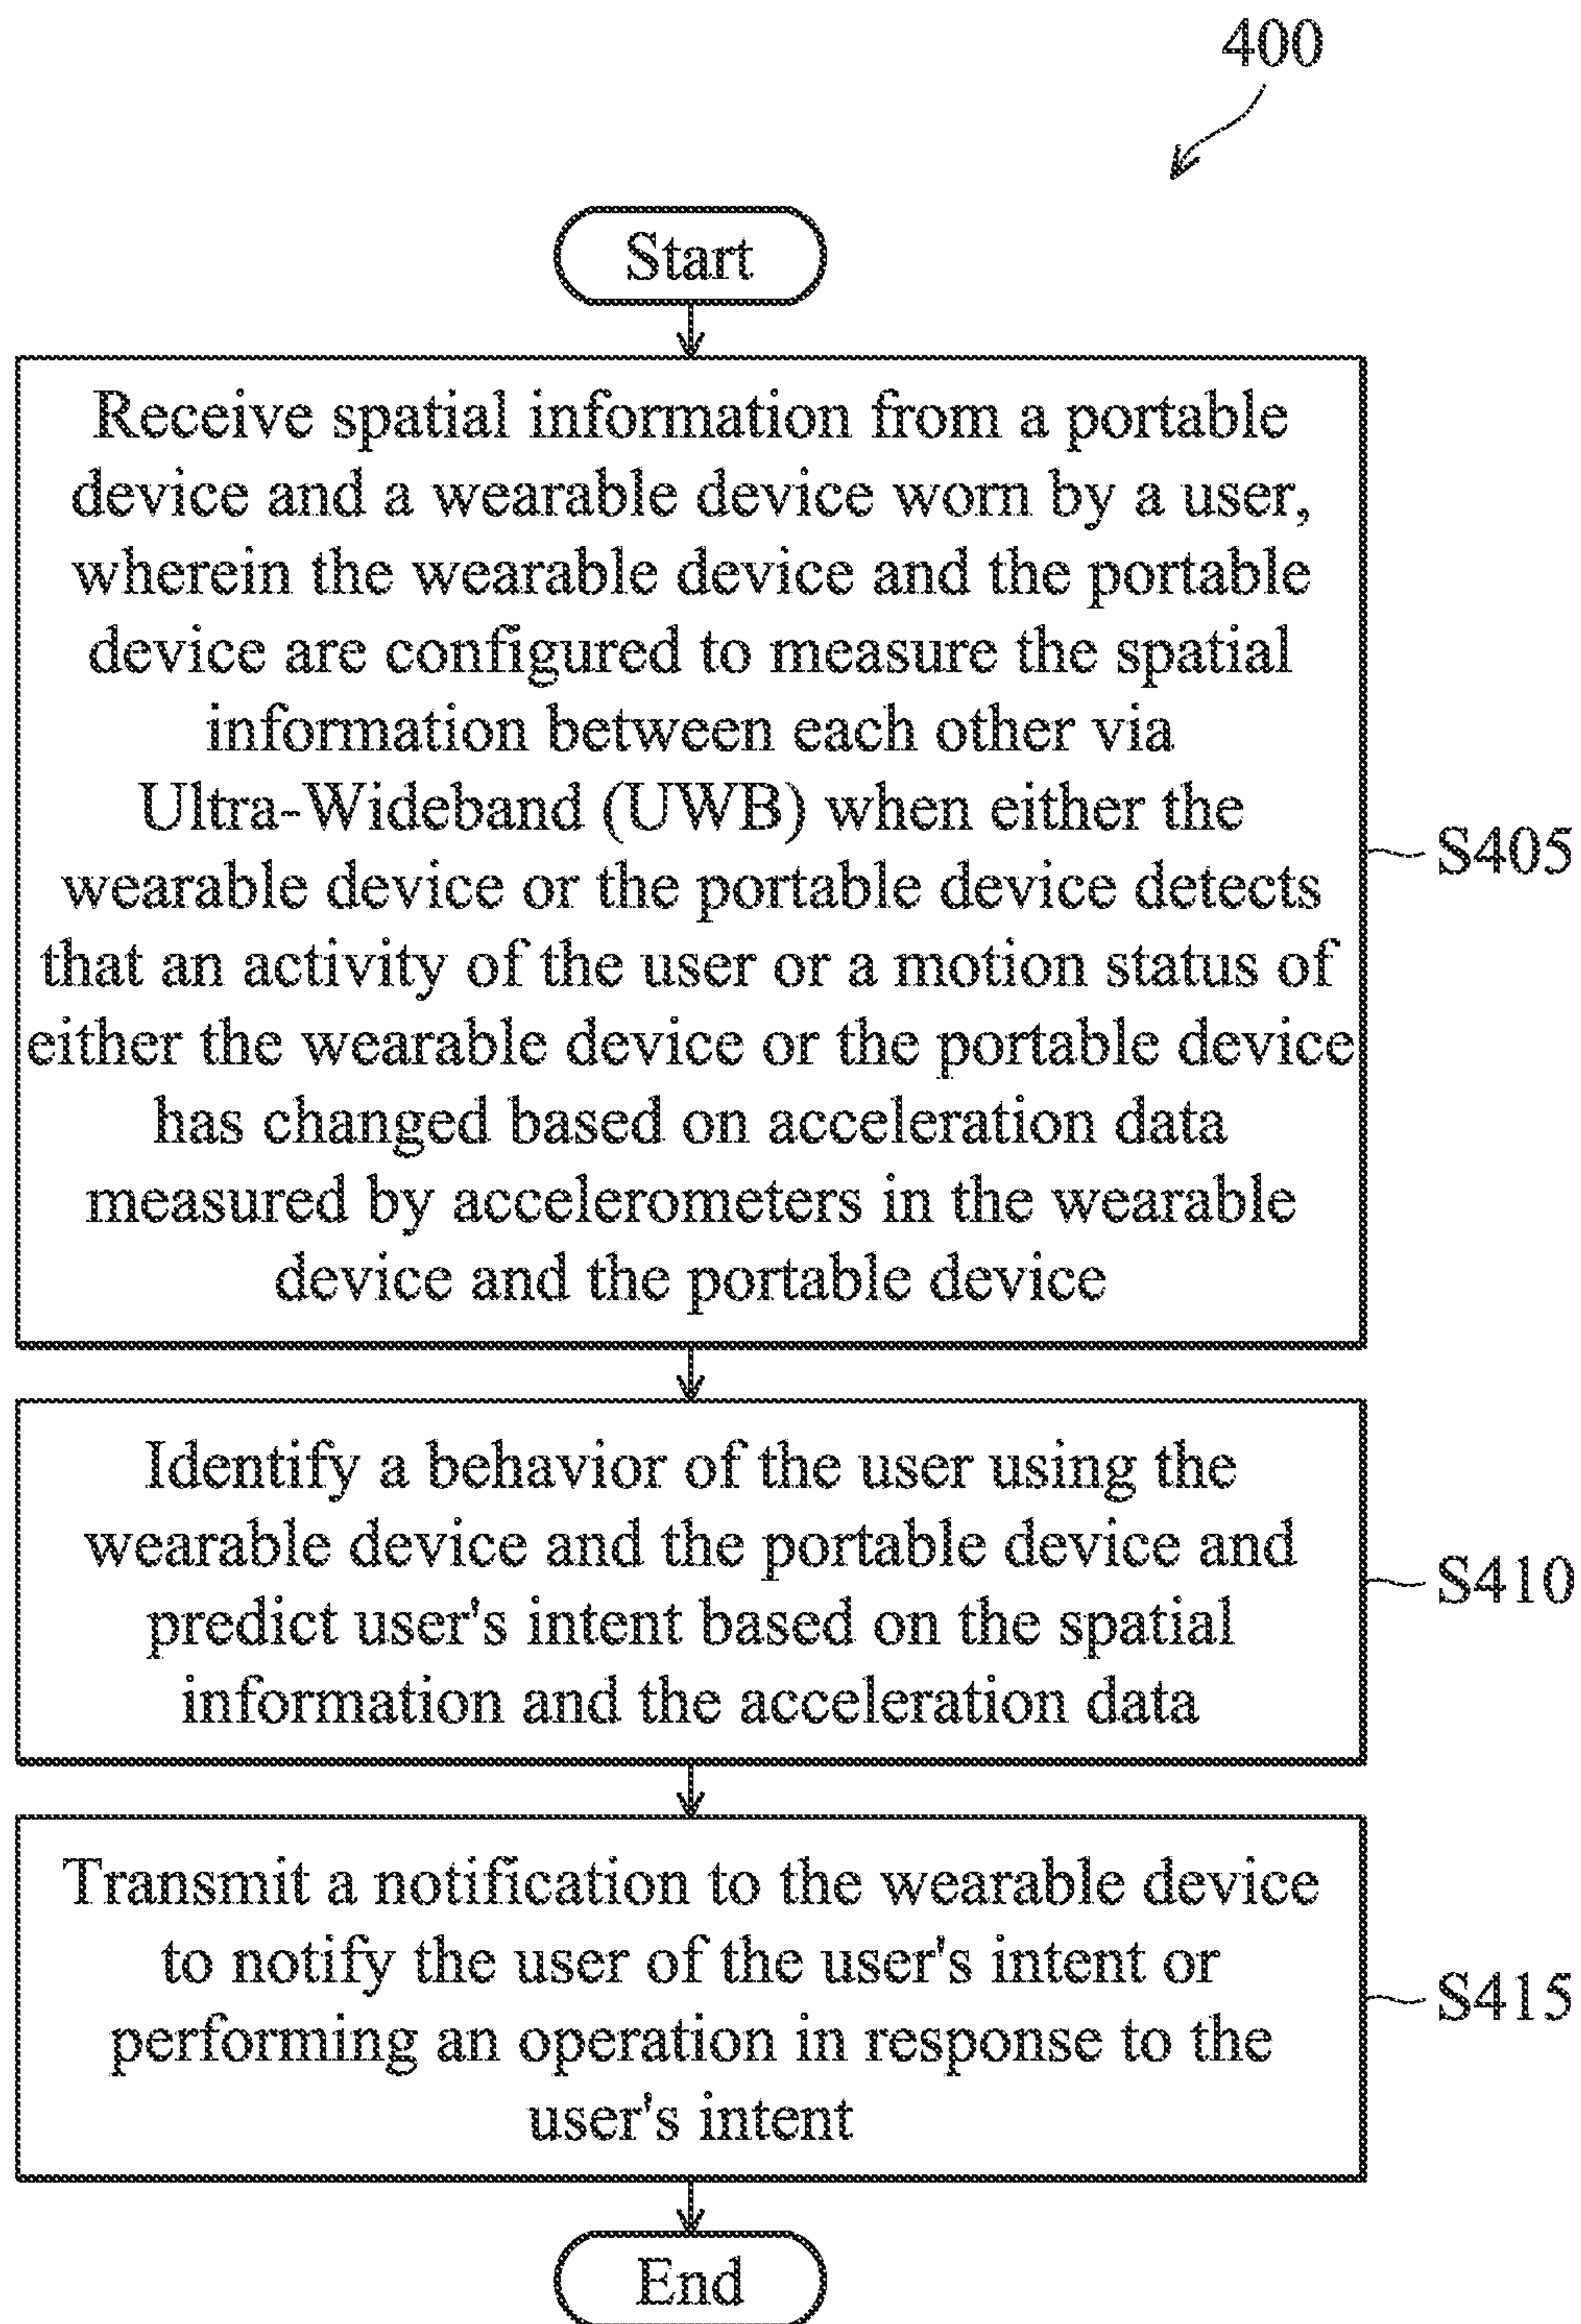 400
Start
Receive spatial information from a portable
device and a wearable device worn by a user,
wherein the wearable device and the portable
device are configured to measure the spatial
information between each other via
Ultra-Wideband (UWB) when either the
wearable device or the portable device detects
that an activity of the user or a motion status of
either the wearable device or the portable device
has changed based on acceleration data
measured by accelerometers in the wearable
device and the portable device
S405
Identify a behavior of the user using the
wearable device and the portable device and
predict user's intent based on the spatial
information and the acceleration data
S410
Transmit a notification to the wearable device
to notify the user of the user's intent or
performing an operation in response to the
user's intent
S415
End